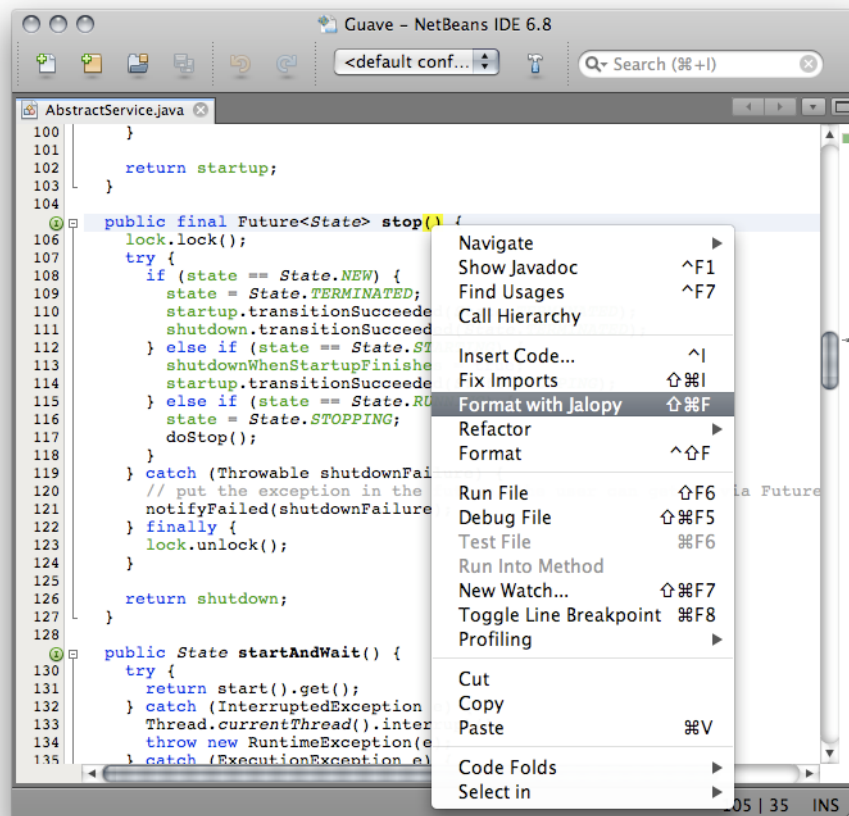 Guave – NetBeans IDE 6.8
<default conf...
Search (⌘+I)
AbstractService.java
100 }
101
102 return startup;
103 }
104
public final Future<State> stop() {
106 lock.lock();
107 try {
108 if (state == State.NEW) {
109 state = State.TERMINATED;
110 startup.transitionSucceeded
111 shutdown.transitionSucceeded
112 } else if (state == State.ST
113 shutdownWhenStartupFinishe
114 startup.transitionSucceeded
115 } else if (state == State.RU
116 state = State.STOPPING;
117 doStop();
118 }
119 } catch (Throwable shutdownFailure) {
120 // put the exception in the ia Future
121 notifyFailed(shutdownFailure
122 } finally {
123 lock.unlock();
124 }
125
126 return shutdown;
127 }
128
public State startAndWait() {
130 try {
131 return start().get();
132 } catch (InterruptedException e
133 Thread.currentThread().interr
134 throw new RuntimeException(e
135 } catch (ExecutionException e)
Navigate
Show Javadoc ^F1
Find Usages ^F7
Call Hierarchy
Insert Code... ^I
Fix Imports ⇧⌘I
Format with Jalopy ⇧⌘F
Refactor
Format ^⇧F
Run File ⇧F6
Debug File ⇧⌘F5
Test File ⌘F6
Run Into Method
New Watch... ⇧⌘F7
Toggle Line Breakpoint ⌘F8
Profiling
Cut
Copy
Paste ⌘V
Code Folds
Select in
105 | 35 INS